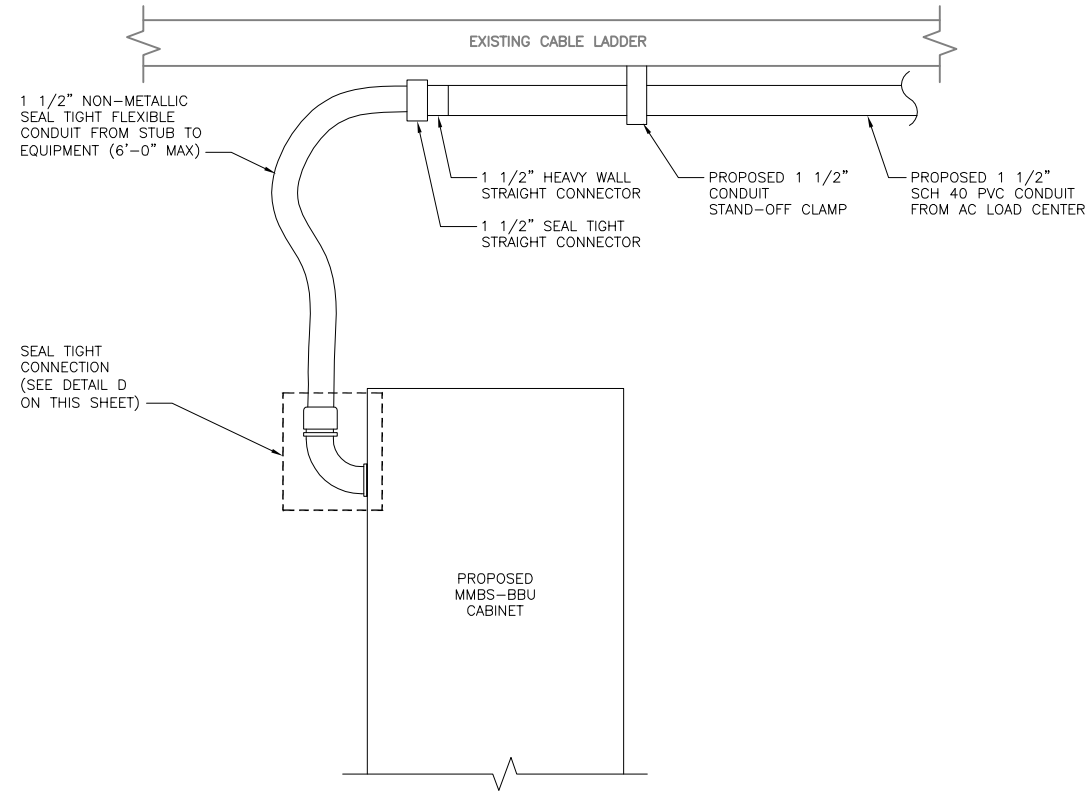 EXISTING CABLE LADDER
1 1/2" NON-METALLIC
SEAL TIGHT FLEXIBLE
CONDUIT FROM STUB TO
EQUIPMENT (6'-0" MAX)
1 1/2" HEAVY WALL
STRAIGHT CONNECTOR
1 1/2" SEAL TIGHT
STRAIGHT CONNECTOR
PROPOSED 1 1/2"
CONDUIT
STAND-OFF CLAMP
PROPOSED 1 1/2"
SCH 40 PVC CONDUIT
FROM AC LOAD CENTER
SEAL TIGHT
CONNECTION
(SEE DETAIL D
ON THIS SHEET)
PROPOSED
MMBS-BBU
CABINET